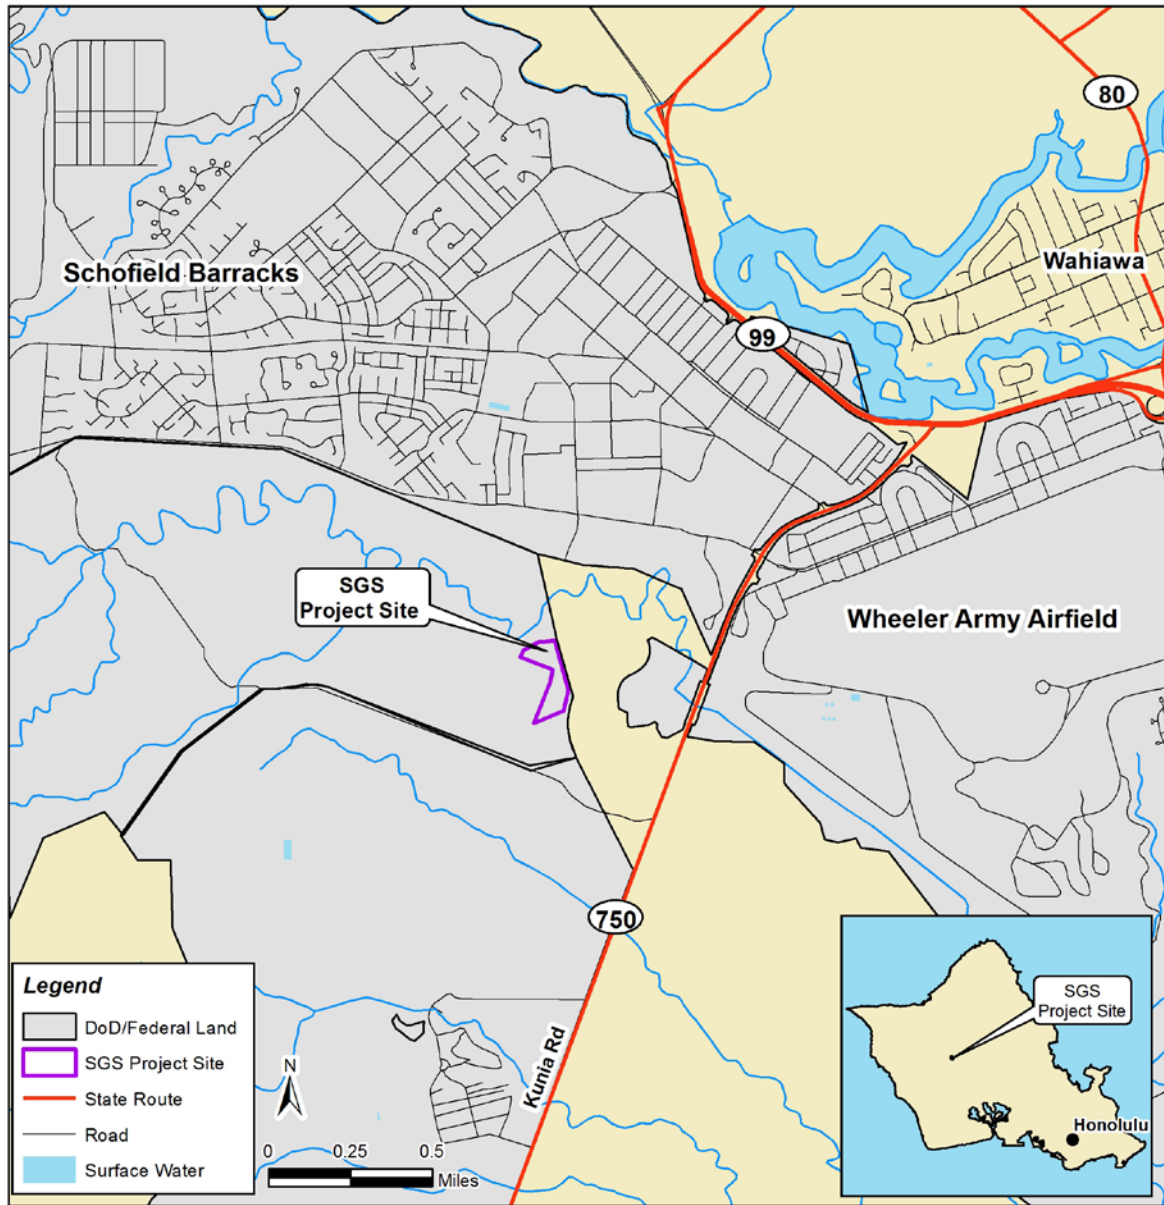 80
Wahiawa
Schofield Barracks
99
SGS
Project Site
Wheeler Army Airfield
750
Kunia Rd
Legend
DoD/Federal Land
SGS Project Site
State Route
Road
Surface Water
N
0 0.25 0.5
Miles
SGS
Project Site
Honolulu